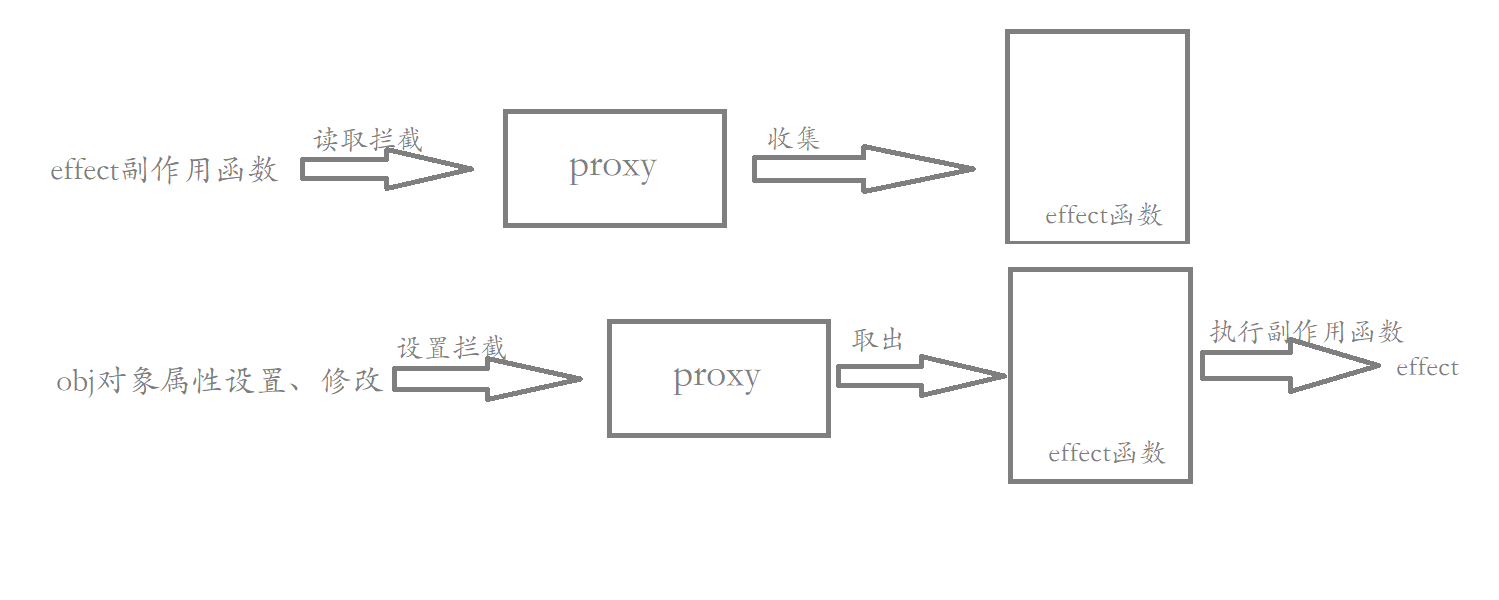 读取拦截
收集
effect副作用函数
proxy
effect函数
设置拦截
取出
执行副作用函数
obj对象属性设置、修改
proxy
effect
effect函数